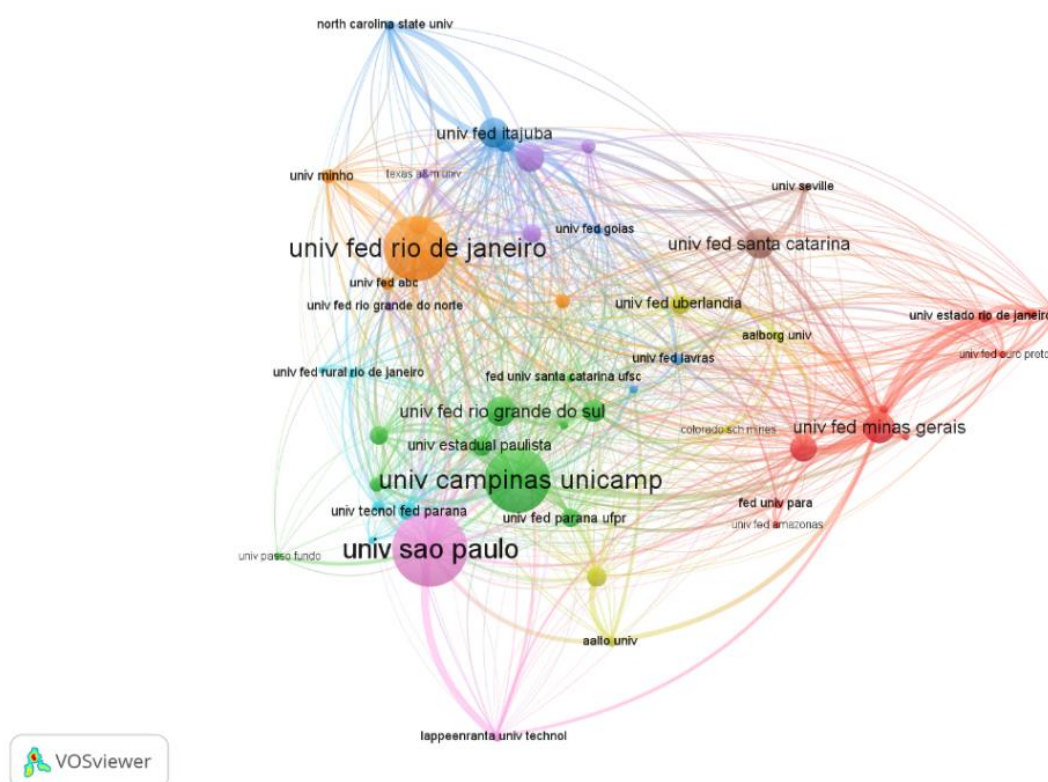 north carolina state univ
univ fed itajuba
univ minho
texas a&m univ
univ seville
univ fed goias
univ fed rio de janeiro
univ fed santa catarina
univ fed abc
univ fed rio grande do norte
univ fed uberlandia
univ estado rio de janeiro
aalborg univ
univ fed ouro preto
univ fed lavras
univ fed rural rio de janeiro
fed univ santa catarina ufsc
univ fed rio grande do sul
univ fed minas gerais
colorado sch mines
univ estadual paulista
univ campinas unicamp
fed univ para
univ tecnol fed parana
univ fed parana ufpr
univ fed amazonas
univ sao paulo
univ passo fundo
aalto univ
lappeenranta univ technol
VOSviewer